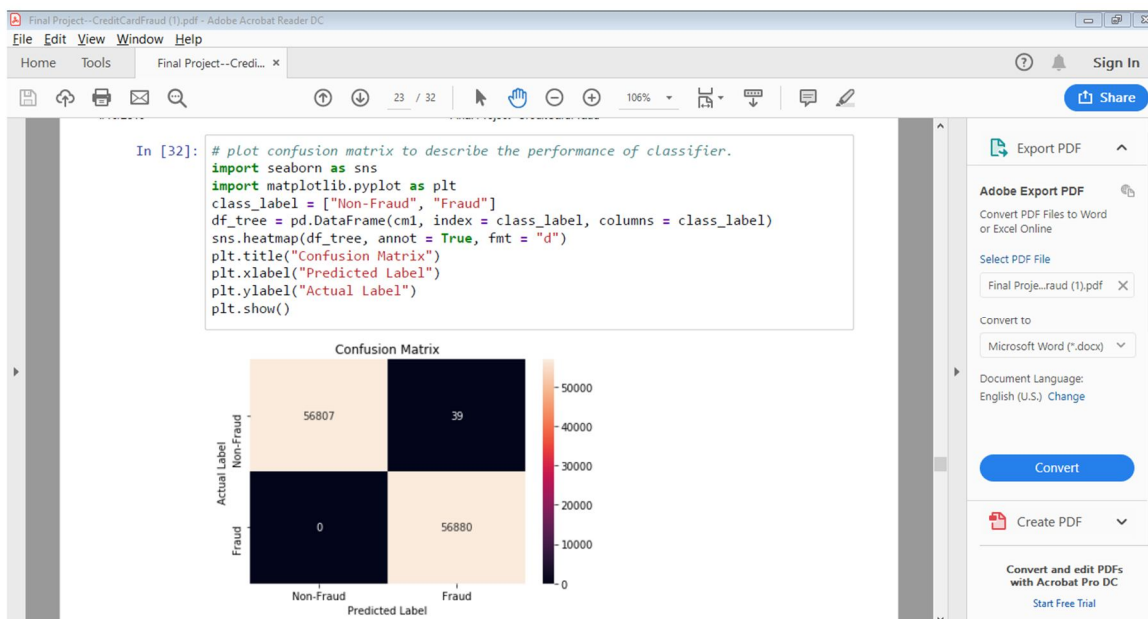 Final Project--CreditCardFraud (1).pdf - Adobe Acrobat Reader DC
File Edit View Window Help
Home Tools Final Project--Credi... × Sign In
23 / 32 106% Share
In [32]: # plot confusion matrix to describe the performance of classifier.
import seaborn as sns
import matplotlib.pyplot as plt
class_label = ["Non-Fraud", "Fraud"]
df_tree = pd.DataFrame(cm1, index = class_label, columns = class_label)
sns.heatmap(df_tree, annot = True, fmt = "d")
plt.title("Confusion Matrix")
plt.xlabel("Predicted Label")
plt.ylabel("Actual Label")
plt.show()
Confusion Matrix
Actual Label
Non-Fraud
56807 39
Fraud
0 56880
Non-Fraud Fraud
Predicted Label
50000
40000
30000
20000
10000
0
Export PDF
Adobe Export PDF
Convert PDF Files to Word
or Excel Online
Select PDF File
Final Proje...raud (1).pdf
Convert to
Microsoft Word (*.docx)
Document Language:
English (U.S.) Change
Convert
Create PDF
Convert and edit PDFs
with Acrobat Pro DC
Start Free Trial